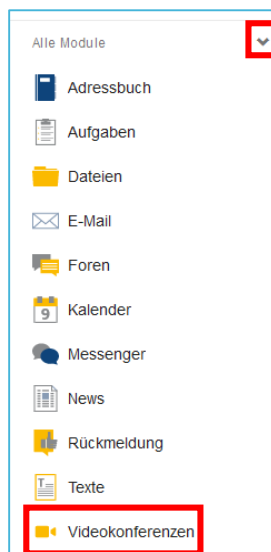 Alle Module
Adressbuch
Aufgaben
Dateien
E-Mail
Foren
9
Kalender
Messenger
News
Rückmeldung
Texte
Videokonferenzen